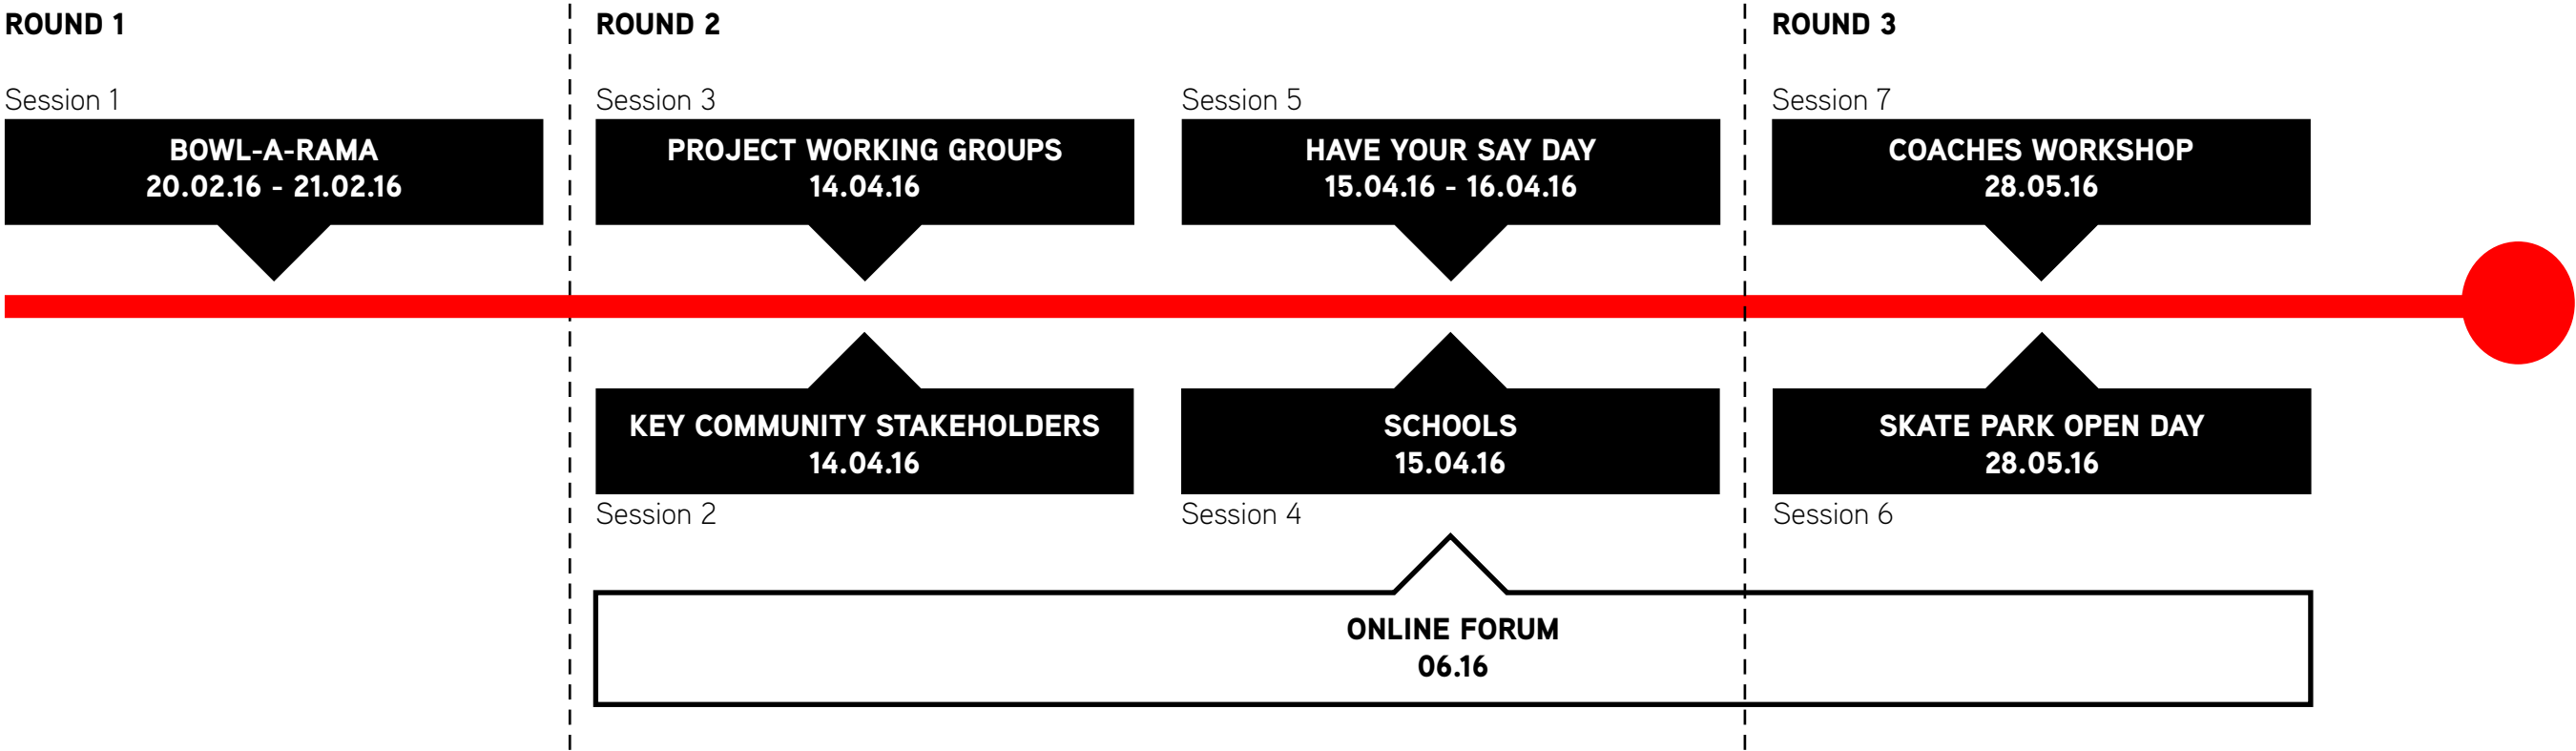 ROUND 1
Session 1
BOWL-A-RAMA
20.02.16 - 21.02.16
ROUND 2
Session 3
PROJECT WORKING GROUPS
14.04.16
Session 5
HAVE YOUR SAY DAY
15.04.16 - 16.04.16
KEY COMMUNITY STAKEHOLDERS
14.04.16
Session 2
SCHOOLS
15.04.16
Session 4
ROUND 3
Session 7
COACHES WORKSHOP
28.05.16
SKATE PARK OPEN DAY
28.05.16
Session 6
ONLINE FORUM
06.16